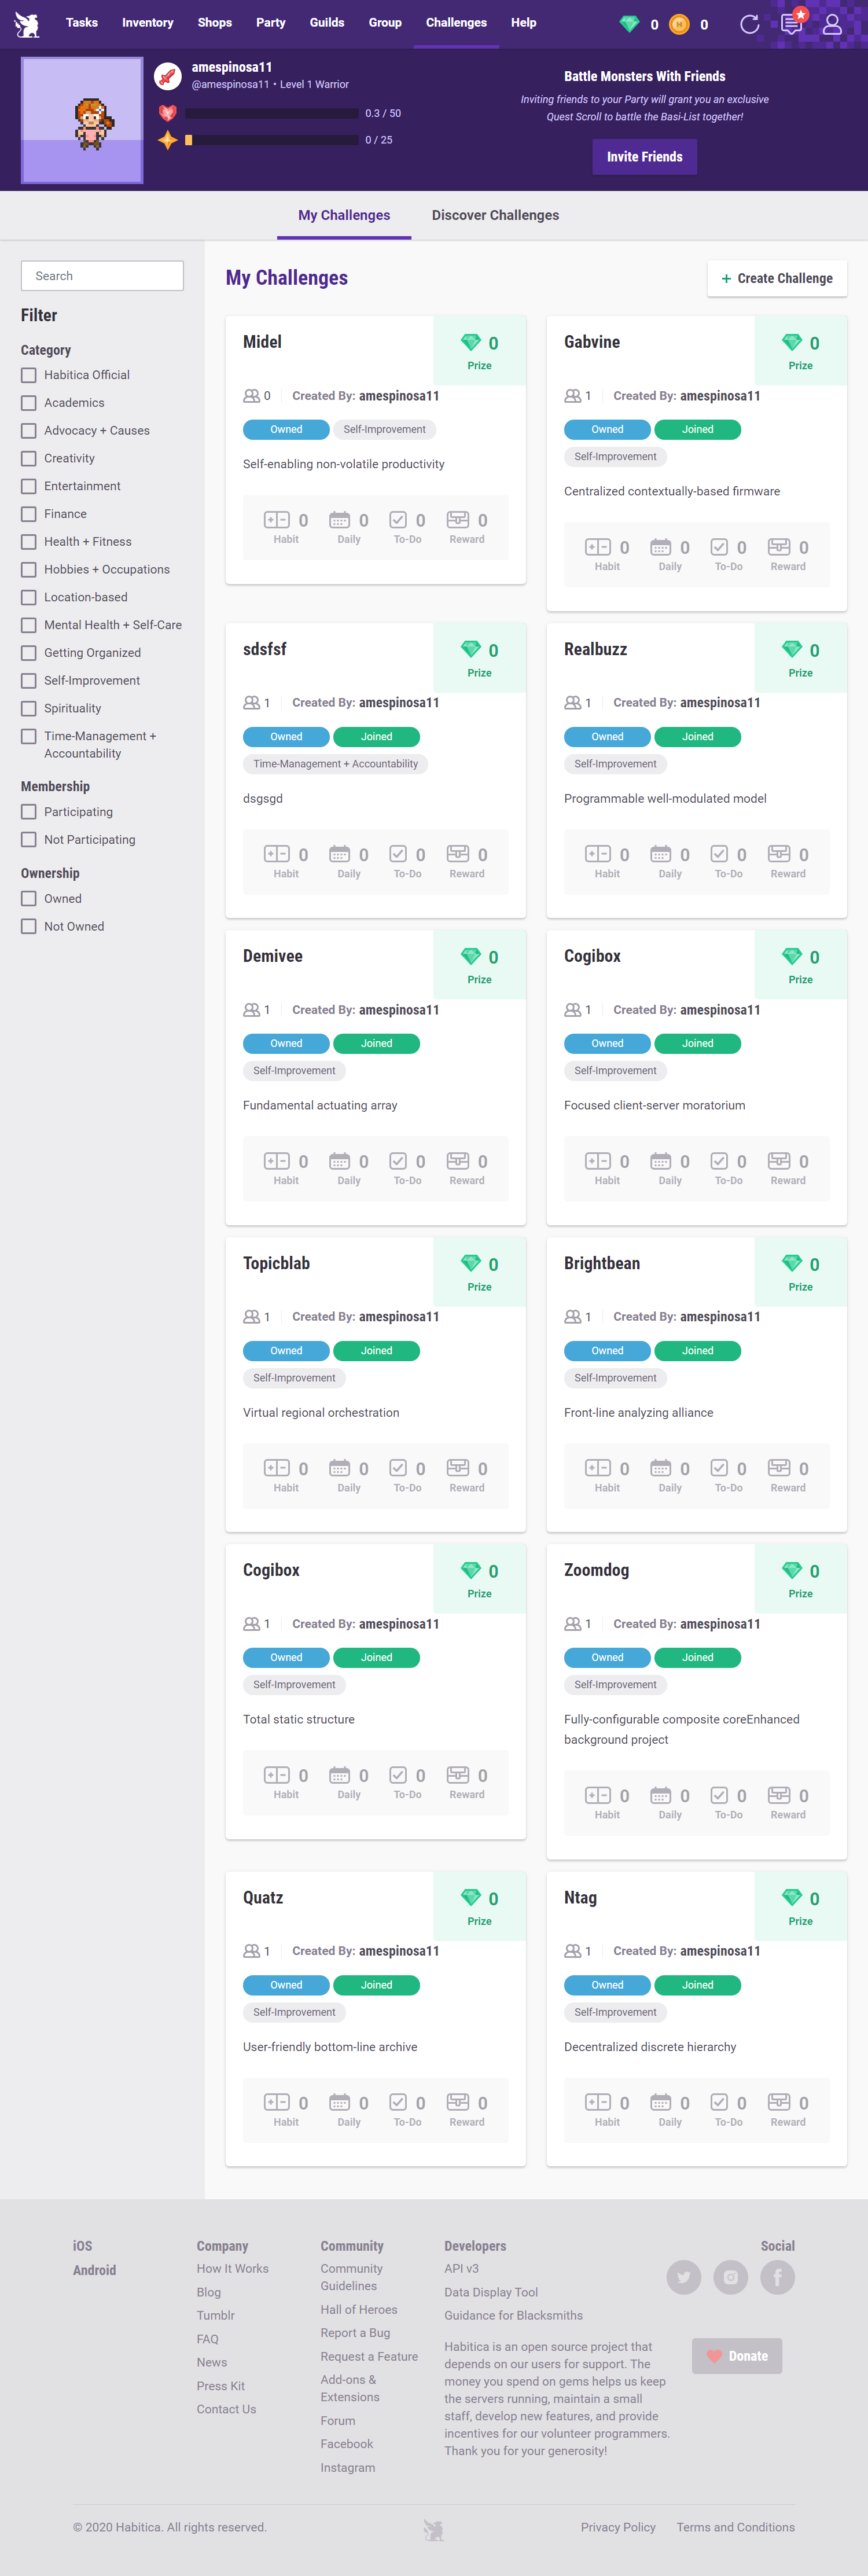 Tasks Inventory Shops Party Guilds Group Challenges Help 0 0
amespinosa11
@amespinosa11 • Level 1 Warrior
0.3 / 50
0 / 25
Battle Monsters With Friends
Inviting friends to your Party will grant you an exclusive
Quest Scroll to battle the Basi-List together!
Invite Friends
My Challenges Discover Challenges
Search
Filter
Category
Habitica Official
Academics
Advocacy + Causes
Creativity
Entertainment
Finance
Health + Fitness
Hobbies + Occupations
Location-based
Mental Health + Self-Care
Getting Organized
Self-Improvement
Spirituality
Time-Management +
Accountability
Membership
Participating
Not Participating
Ownership
Owned
Not Owned
My Challenges
+ Create Challenge
Midel
0
Prize
0 Created By: amespinosa11
Owned Self-Improvement
Self-enabling non-volatile productivity
0 0 0 0
Habit Daily To-Do Reward
Gabvine
0
Prize
1 Created By: amespinosa11
Owned Joined
Self-Improvement
Centralized contextually-based firmware
0 0 0 0
Habit Daily To-Do Reward
sdsfsf
0
Prize
1 Created By: amespinosa11
Owned Joined
Time-Management + Accountability
dsgsgd
0 0 0 0
Habit Daily To-Do Reward
Realbuzz
0
Prize
1 Created By: amespinosa11
Owned Joined
Self-Improvement
Programmable well-modulated model
0 0 0 0
Habit Daily To-Do Reward
Demivee
0
Prize
1 Created By: amespinosa11
Owned Joined
Self-Improvement
Fundamental actuating array
0 0 0 0
Habit Daily To-Do Reward
Cogibox
0
Prize
1 Created By: amespinosa11
Owned Joined
Self-Improvement
Focused client-server moratorium
0 0 0 0
Habit Daily To-Do Reward
Topicblab
0
Prize
1 Created By: amespinosa11
Owned Joined
Self-Improvement
Virtual regional orchestration
0 0 0 0
Habit Daily To-Do Reward
Brightbean
0
Prize
1 Created By: amespinosa11
Owned Joined
Self-Improvement
Front-line analyzing alliance
0 0 0 0
Habit Daily To-Do Reward
Cogibox
0
Prize
1 Created By: amespinosa11
Owned Joined
Self-Improvement
Total static structure
0 0 0 0
Habit Daily To-Do Reward
Zoomdog
0
Prize
1 Created By: amespinosa11
Owned Joined
Self-Improvement
Fully-configurable composite coreEnhanced
background project
0 0 0 0
Habit Daily To-Do Reward
Quatz
0
Prize
1 Created By: amespinosa11
Owned Joined
Self-Improvement
User-friendly bottom-line archive
0 0 0 0
Habit Daily To-Do Reward
Ntag
0
Prize
1 Created By: amespinosa11
Owned Joined
Self-Improvement
Decentralized discrete hierarchy
0 0 0 0
Habit Daily To-Do Reward
iOS
Android
Company
How It Works
Blog
Tumblr
FAQ
News
Press Kit
Contact Us
Community
Community
Guidelines
Hall of Heroes
Report a Bug
Request a Feature
Add-ons &
Extensions
Forum
Facebook
Instagram
Developers
API v3
Data Display Tool
Guidance for Blacksmiths
Habitica is an open source project that
depends on our users for support. The
money you spend on gems helps us keep
the servers running, maintain a small
staff, develop new features, and provide
incentives for our volunteer programmers.
Thank you for your generosity!
Social
Donate
© 2020 Habitica. All rights reserved.
Privacy Policy Terms and Conditions